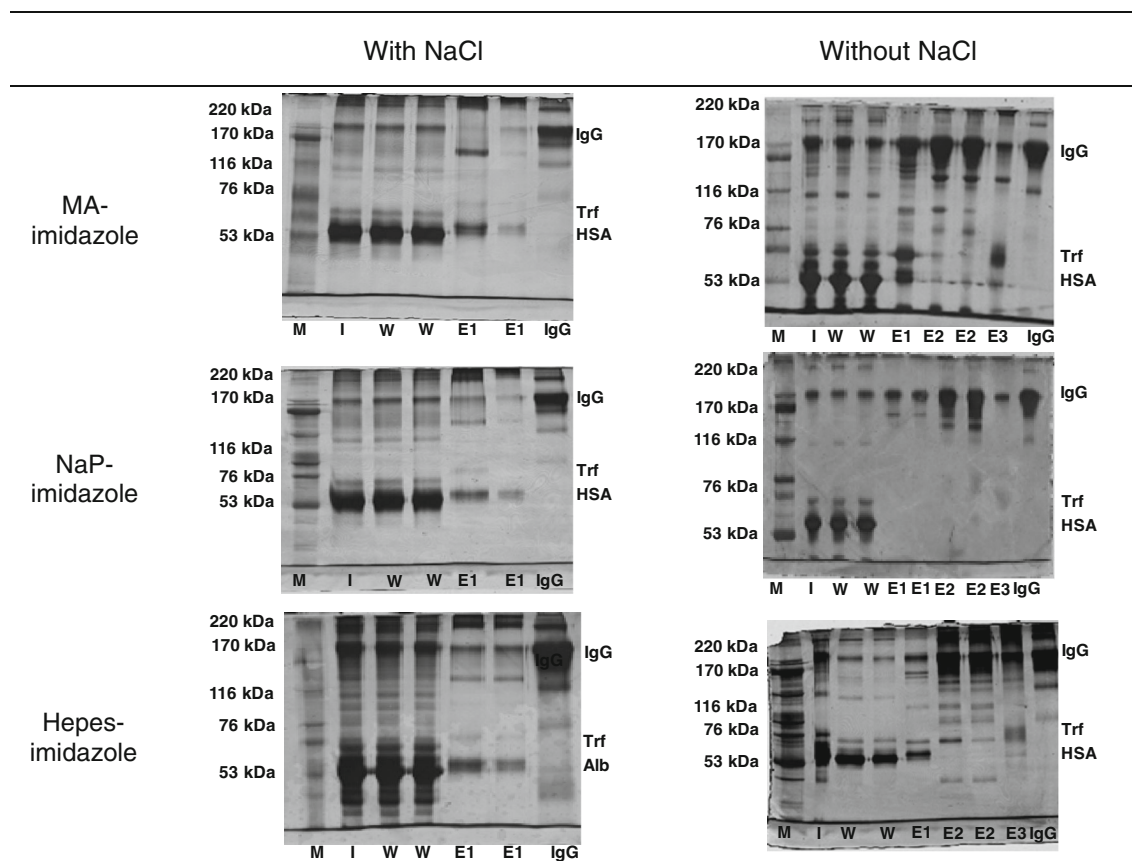 With NaCl
Without NaCl
MA-
imidazole
220 kDa
170 kDa
116 kDa
76 kDa
53 kDa
IgG
Trf
HSA
M I W W E1 E1 IgG
220 kDa
170 kDa
116 kDa
76 kDa
53 kDa
IgG
Trf
HSA
M I W W E1 E2 E2 E3 IgG
NaP-
imidazole
220 kDa
170 kDa
116 kDa
76 kDa
53 kDa
IgG
Trf
HSA
M I W W E1 E1 IgG
220 kDa
170 kDa
116 kDa
76 kDa
53 kDa
IgG
Trf
HSA
M I W W E1 E1 E2 E2 E3 IgG
Hepes-
imidazole
220 kDa
170 kDa
116 kDa
76 kDa
53 kDa
IgG
IgG
Trf
Alb
M I W W E1 E1 IgG
220 kDa
170 kDa
116 kDa
76 kDa
53 kDa
IgG
Trf
HSA
M I W W E1 E2 E2 E3 IgG